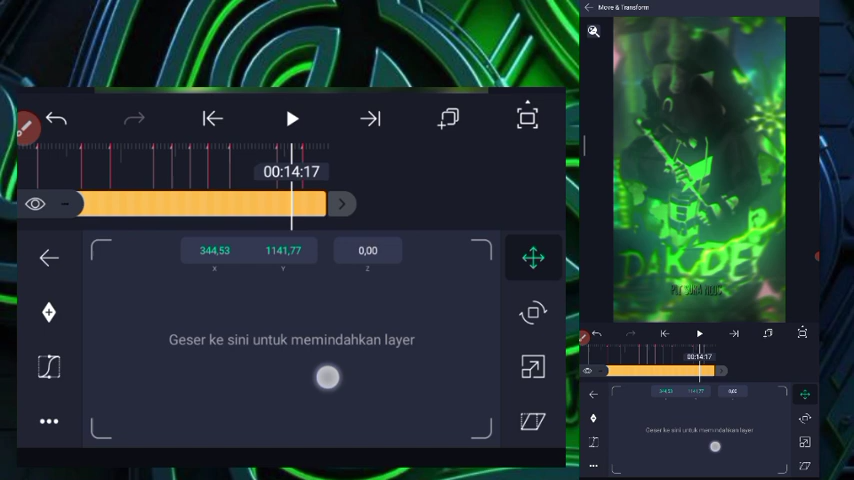 Move & Transform
00:14:17
344,53 1141,77 0,00
X Y Z
Geser ke sini untuk memindahkan layer
00:14:17
344,53 1141,77 0,00
Geser ke sini untuk memindahkan layer